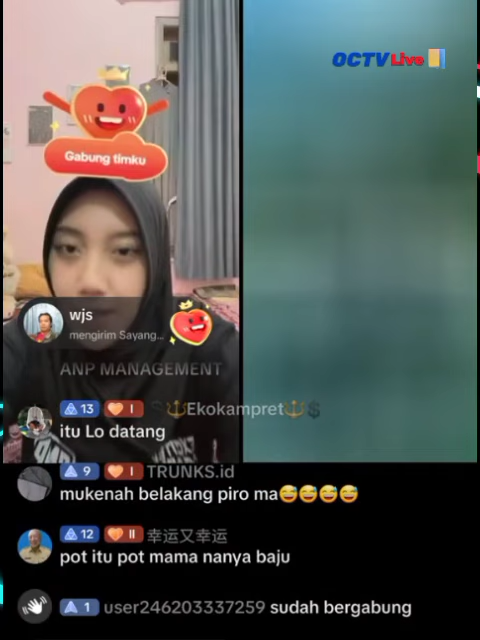 OCTV Live
Gabung timku
wjs
mengirim Sayang...
ANP MANAGEMENT
13 I $⚓Ekokampret⚓$
itu Lo datang
9 I TRUNKS.id
mukenah belakang piro ma😅😅😅😅
12 II 幸运又幸运
pot itu pot mama nanya baju
1 user246203337259 sudah bergabung